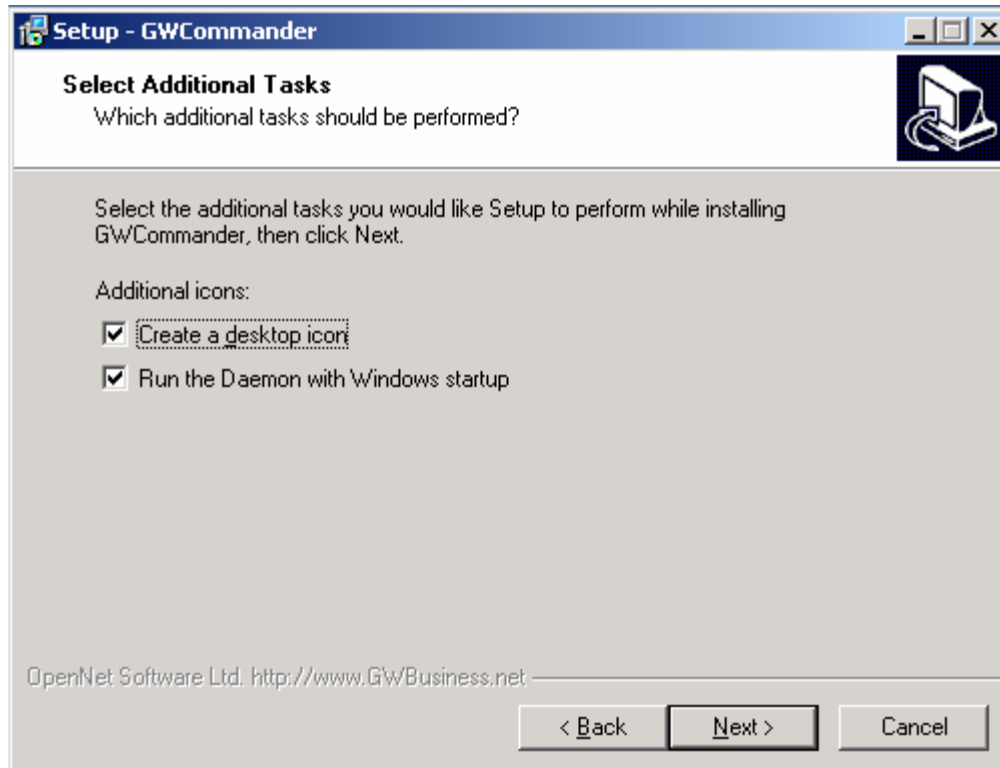 Setup - GWCommander
Select Additional Tasks
Which additional tasks should be performed?
Select the additional tasks you would like Setup to perform while installing
GWCommander, then click Next.
Additional icons:
Create a desktop icon
Run the Daemon with Windows startup
OpenNet Software Ltd. http://www.GWBusiness.net
< Back Next > Cancel